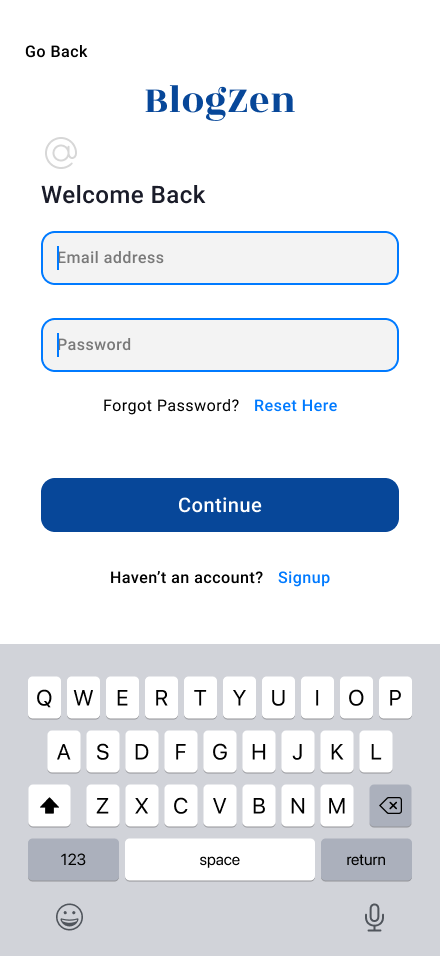 Go Back
BlogZen
@
Welcome Back
Email address
Password
Forgot Password? Reset Here
Continue
Haven’t an account? Signup
Q W E R T Y U I O P
A S D F G H J K L
Z X C V B N M
123 space return